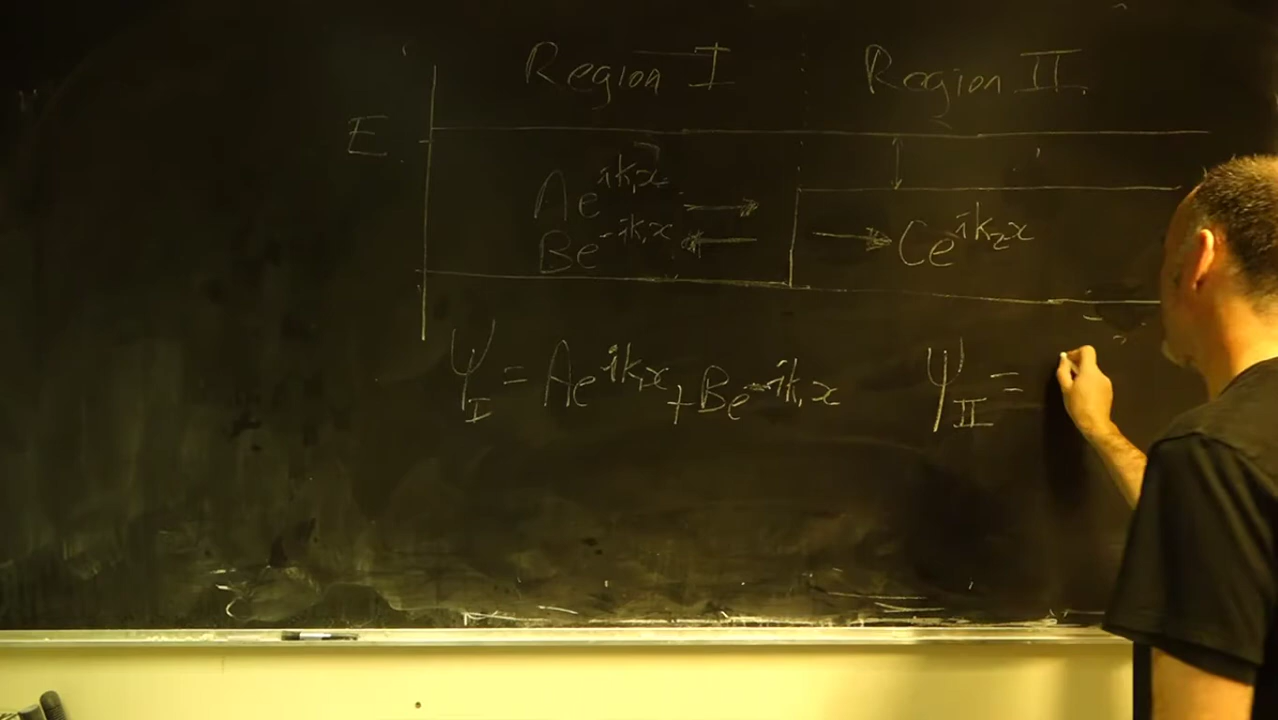 Region I Region II
E
Ae^{ik₁x}
Be^{-ik₁x} Ce^{ik₂x}
Ψ_I = Ae^{ik₁x} + Be^{-ik₁x} Ψ_II =